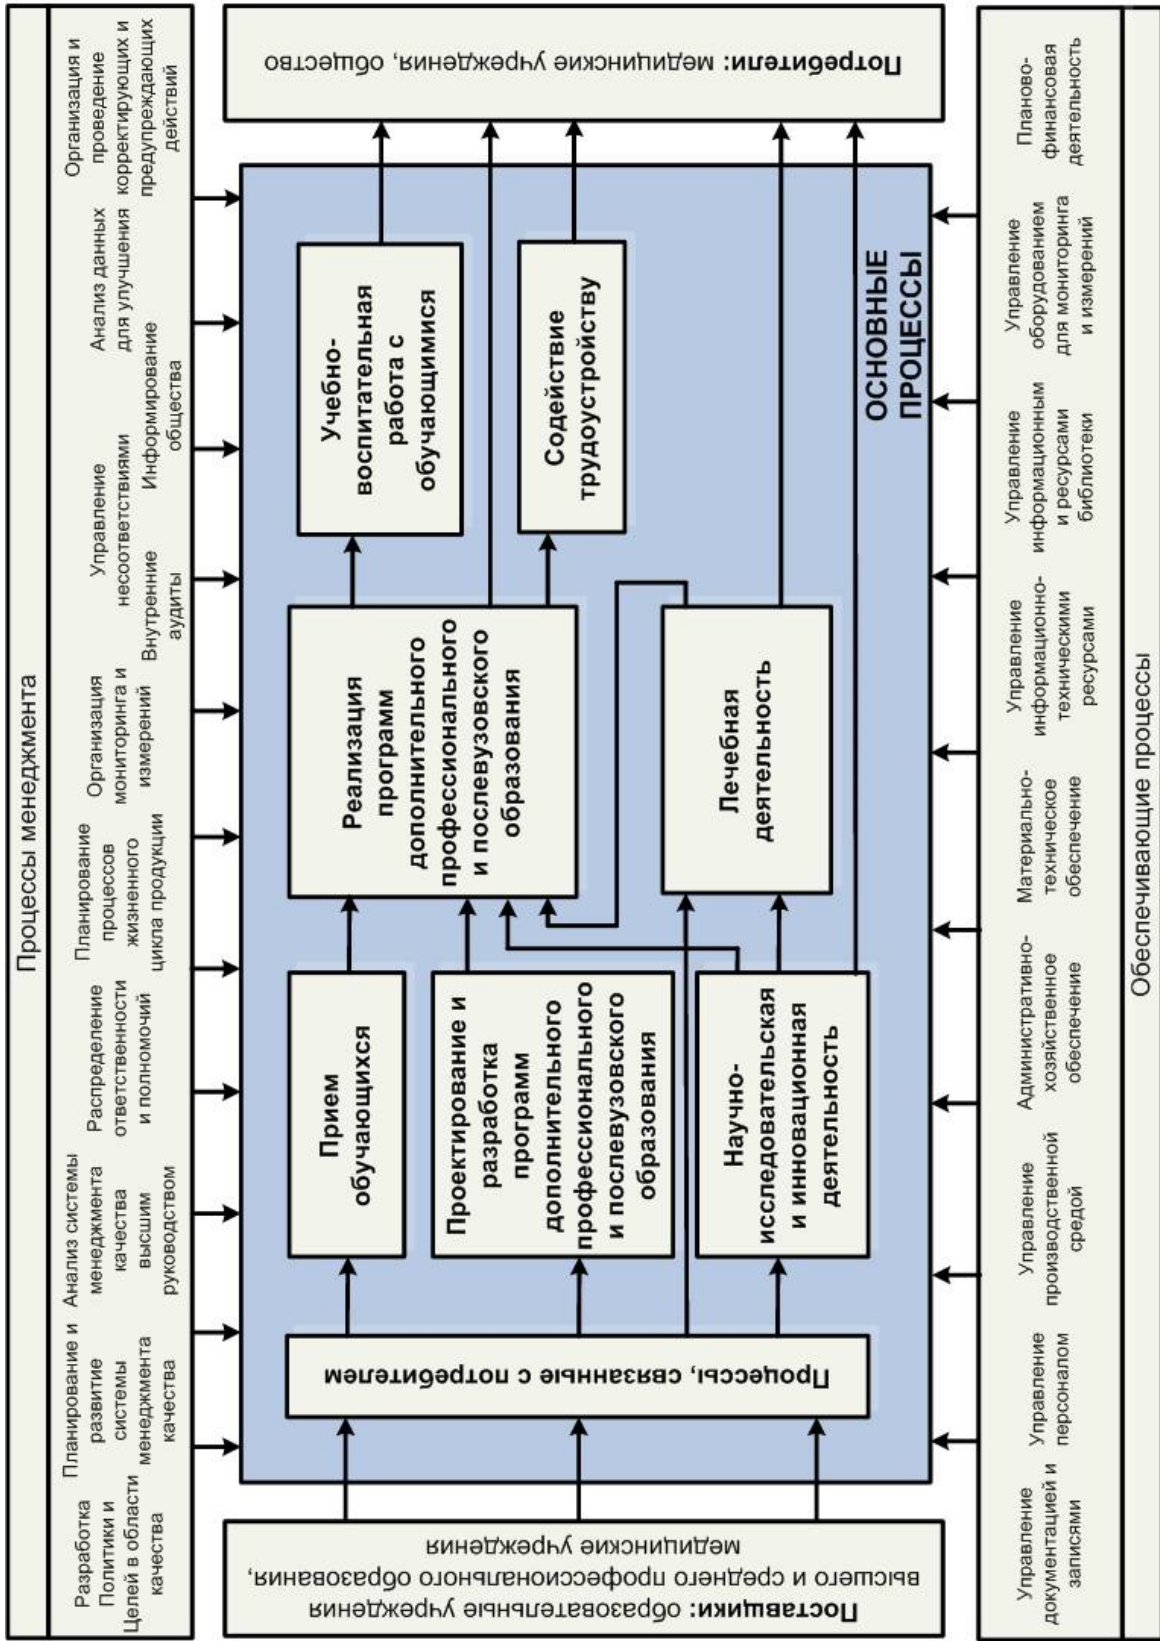 Процессы менеджмента
Разработка
Политики и
Целей в области
качества
Планирование и
развитие
системы
менеджмента
качества
Анализ системы
менеджмента
качества
высшим
руководством
Распределение
ответственности
и полномочий
Планирование
процессов
жизненного
цикла продукции
Организация
мониторинга и
измерений
Внутренние
аудиты
Управление
несоответствиями
Информирование
общества
Анализ данных
для улучшения
Организация и
проведение
корректирующих и
предупреждающих
действий
Поставщики: образовательные учреждения
высшего и среднего профессионального образования,
медицинские учреждения
Процессы, связанные с потребителем
Прием
обучающихся
Проектирование и
разработка
программ
дополнительного
профессионального
и послевузовского
образования
Научно-
исследовательская
и инновационная
деятельность
Реализация
программ
дополнительного
профессионального
и послевузовского
образования
Лечебная
деятельность
Учебно-
воспитательная
работа с
обучающимися
Содействие
трудоустройству
ОСНОВНЫЕ
ПРОЦЕССЫ
Потребители: медицинские учреждения, общество
Управление
документацией и
записями
Управление
персоналом
Управление
производственной
средой
Административно-
хозяйственное
обеспечение
Материально-
техническое
обеспечение
Управление
информационно-
техническими
ресурсами
Управление
информационным
и ресурсами
библиотеки
Управление
оборудованием
для мониторинга
и измерений
Планово-
финансовая
деятельность
Обеспечивающие процессы